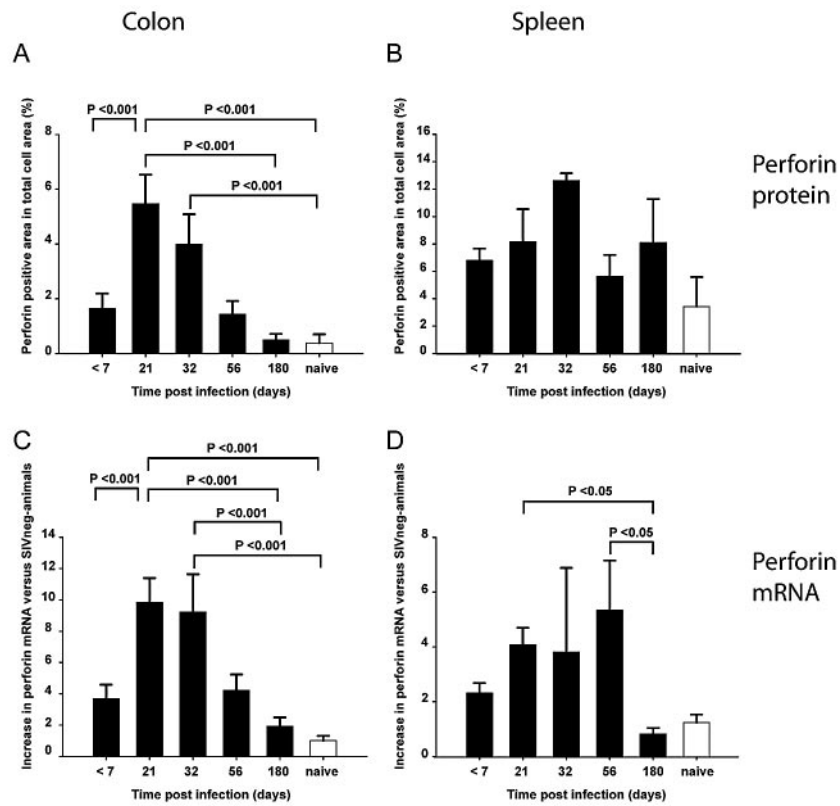 Colon
Spleen
A
B
Perforin positive area in total cell area (%)
P <0.001
P <0.001
P <0.001
P <0.001
8
6
4
2
0
< 7
21
32
56
180
naive
Time post infection (days)
Perforin positive area in total cell area (%)
16
14
12
10
8
6
4
2
0
< 7
21
32
56
180
naive
Time post infection (days)
Perforin
protein
C
D
Increase in perforin mRNA versus SIVneg-animals
P <0.001
P <0.001
P <0.001
P <0.001
P <0.001
14
12
10
8
6
4
2
0
< 7
21
32
56
180
naive
Time post infection (days)
Increase in perforin mRNA versus SIVneg-animals
P <0.05
P <0.05
8
6
4
2
0
< 7
21
32
56
180
naive
Time post infection (days)
Perforin
mRNA